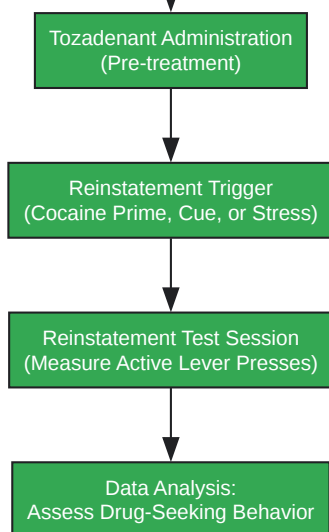 Tozadenant Administration
(Pre-treatment)
Reinstatement Trigger
(Cocaine Prime, Cue, or Stress)
Reinstatement Test Session
(Measure Active Lever Presses)
Data Analysis:
Assess Drug-Seeking Behavior